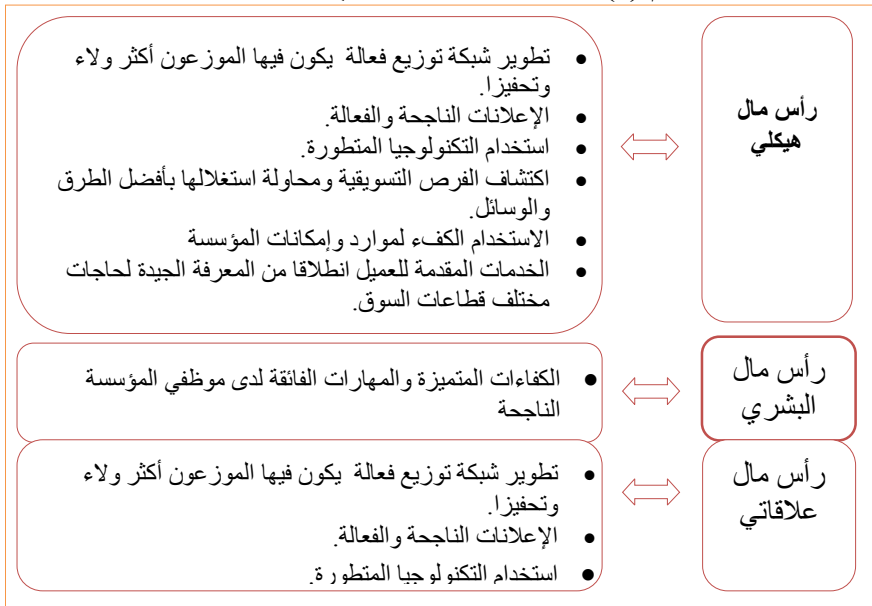 رأس مال
هيكلي
• تطوير شبكة توزيع فعالة يكون فيها الموزعون أكثر ولاء
وتحفيزا.
• الإعلانات الناجحة والفعالة.
• استخدام التكنولوجيا المتطورة.
• اكتشاف الفرص التسويقية ومحاولة استغلالها بأفضل الطرق
والوسائل.
• الاستخدام الكفء لموارد وإمكانات المؤسسة
• الخدمات المقدمة للعميل انطلاقا من المعرفة الجيدة لحاجات
مختلف قطاعات السوق.
رأس مال
البشري
• الكفاءات المتميزة والمهارات الفائقة لدى موظفي المؤسسة
الناجحة
رأس مال
علاقاتي
• تطوير شبكة توزيع فعالة يكون فيها الموزعون أكثر ولاء
وتحفيزا.
• الإعلانات الناجحة والفعالة.
• استخدام التكنولوجيا المتطورة.